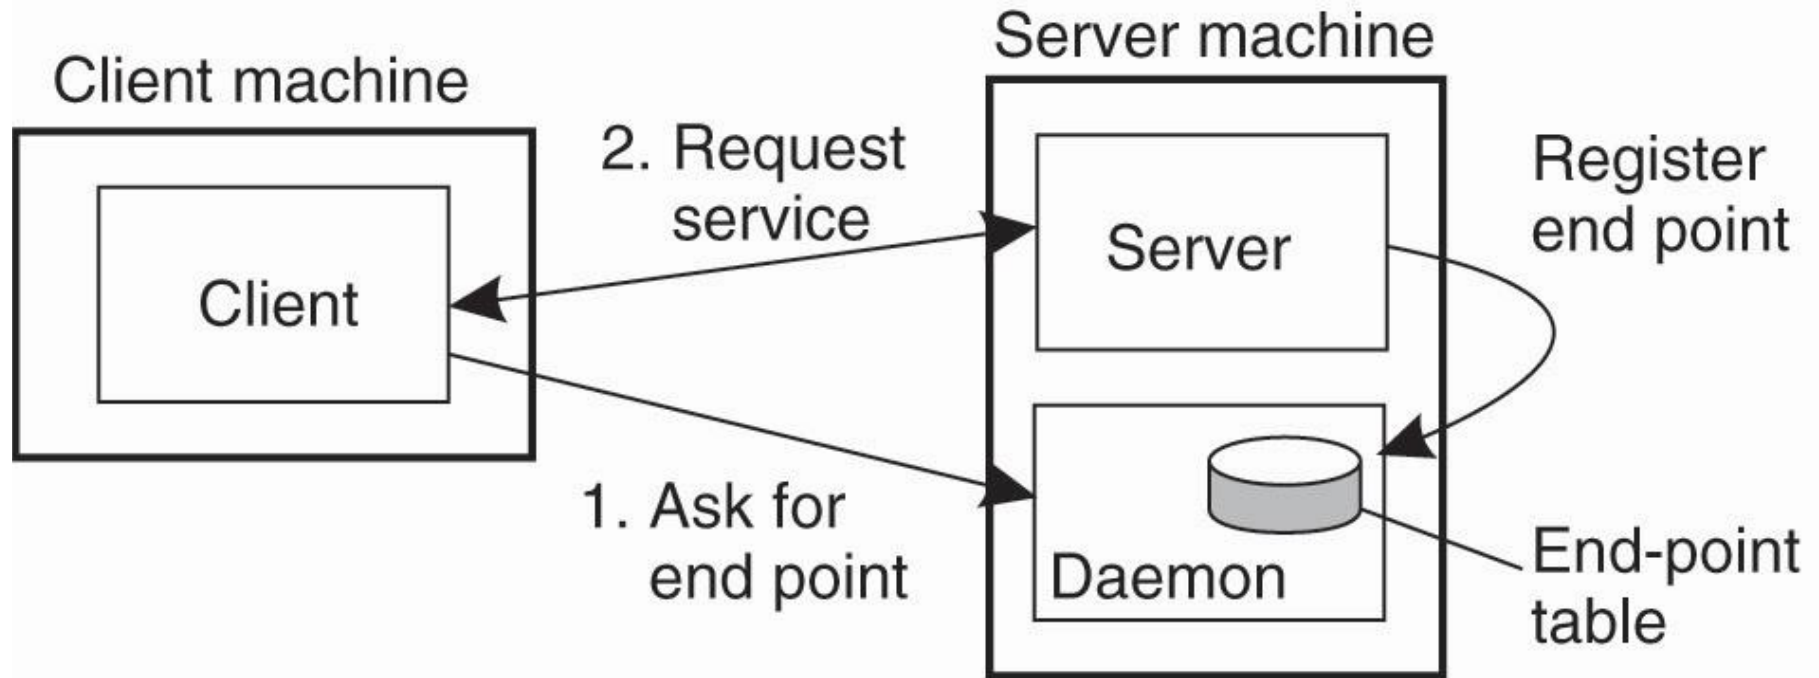 Client machine
Client
2. Request
service
1. Ask for
end point
Server machine
Server
Daemon
Register
end point
End-point
table